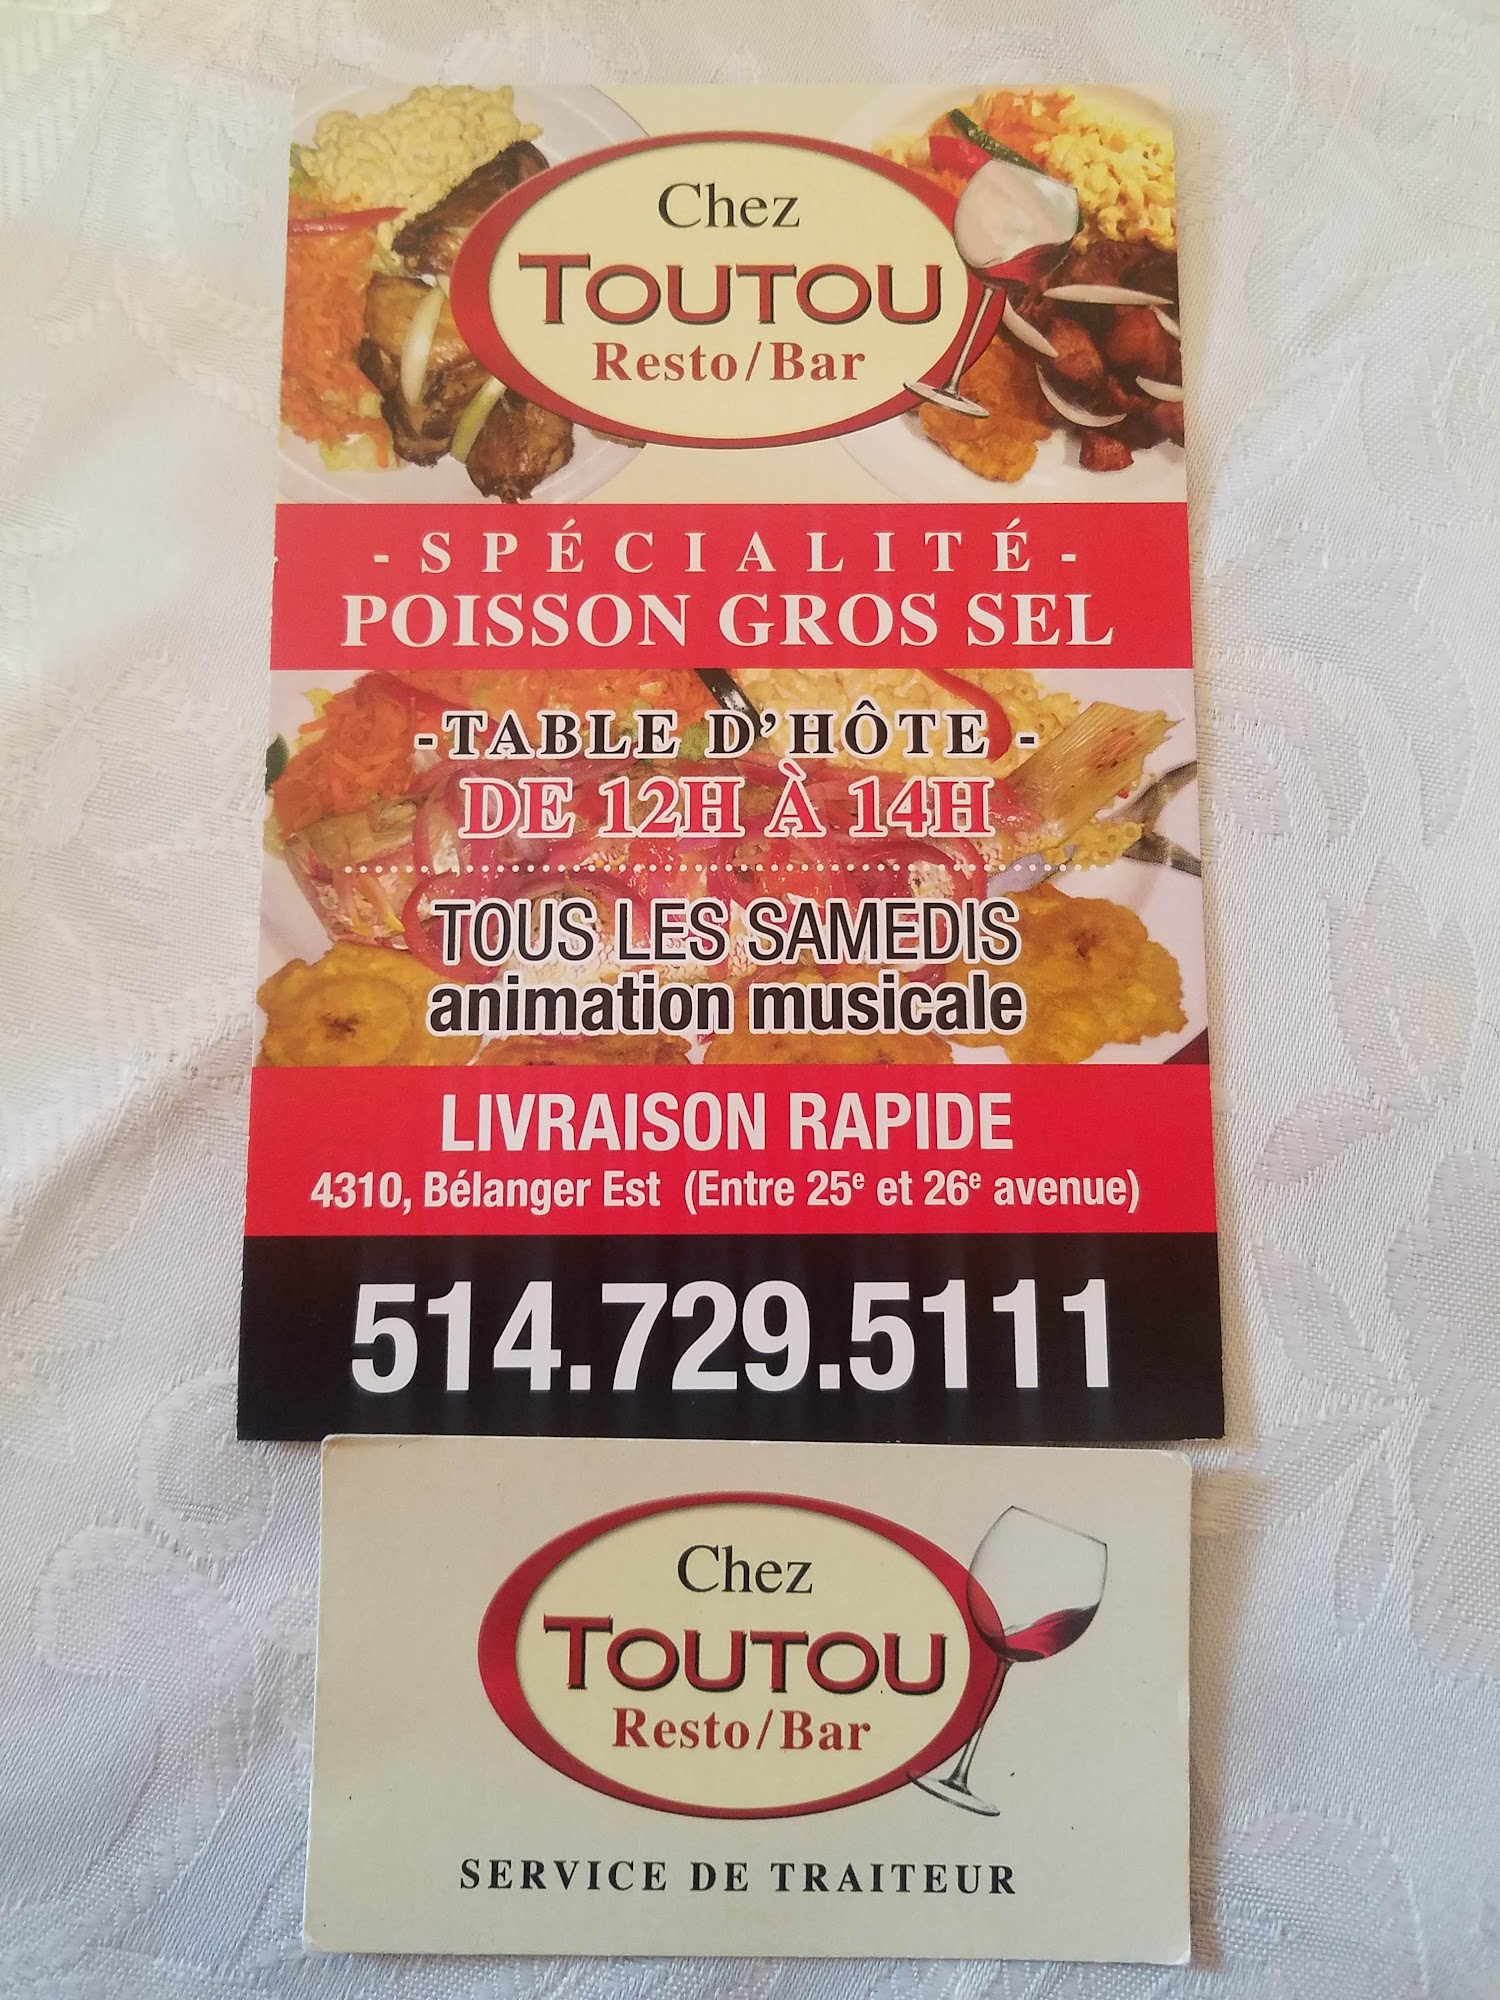 Chez
TOUTOU
Resto/Bar
- SPÉCIALITÉ -
POISSON GROS SEL
-TABLE D'HÔTE -
DE 12H À 14H
TOUS LES SAMEDIS
animation musicale
LIVRAISON RAPIDE
4310, Bélanger Est (Entre 25e et 26e avenue)
514.729.5111
Chez
TOUTOU
Resto/Bar
SERVICE DE TRAITEUR